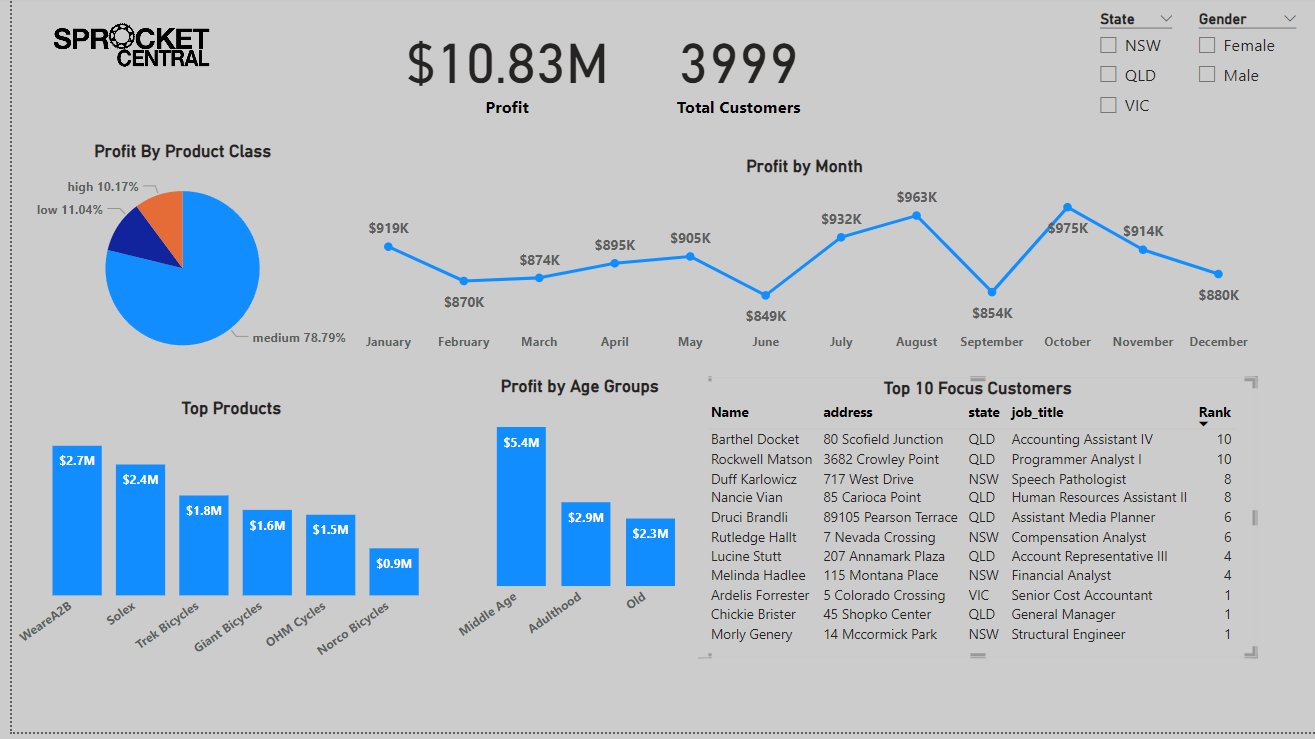 SPROCKET
CENTRAL
$10.83M
Profit
3999
Total Customers
State
NSW
QLD
VIC
Gender
Female
Male
Profit By Product Class
high 10.17%
low 11.04%
medium 78.79%
Profit by Month
$919K
$870K
$874K
$895K
$905K
$849K
$932K
$963K
$854K
$975K
$914K
$880K
January February March April May June July August September October November December
Top Products
$2.7M
$2.4M
$1.8M
$1.6M
$1.5M
$0.9M
WeareA2B
Solex
Trek Bicycles
Giant Bicycles
OHM Cycles
Norco Bicycles
Profit by Age Groups
$5.4M
$2.9M
$2.3M
Middle Age
Adulthood
Old
Top 10 Focus Customers
Name address state job_title Rank
Barthel Docket 80 Scofield Junction QLD Accounting Assistant IV 10
Rockwell Matson 3682 Crowley Point QLD Programmer Analyst I 10
Duff Karlowicz 717 West Drive NSW Speech Pathologist 8
Nancie Vian 85 Carioca Point QLD Human Resources Assistant II 8
Druci Brandli 89105 Pearson Terrace QLD Assistant Media Planner 6
Rutledge Hallt 7 Nevada Crossing NSW Compensation Analyst 6
Lucine Stutt 207 Annamark Plaza QLD Account Representative III 4
Melinda Hadlee 115 Montana Place NSW Financial Analyst 4
Ardelis Forrester 5 Colorado Crossing VIC Senior Cost Accountant 1
Chickie Brister 45 Shopko Center QLD General Manager 1
Morly Genery 14 Mccormick Park NSW Structural Engineer 1